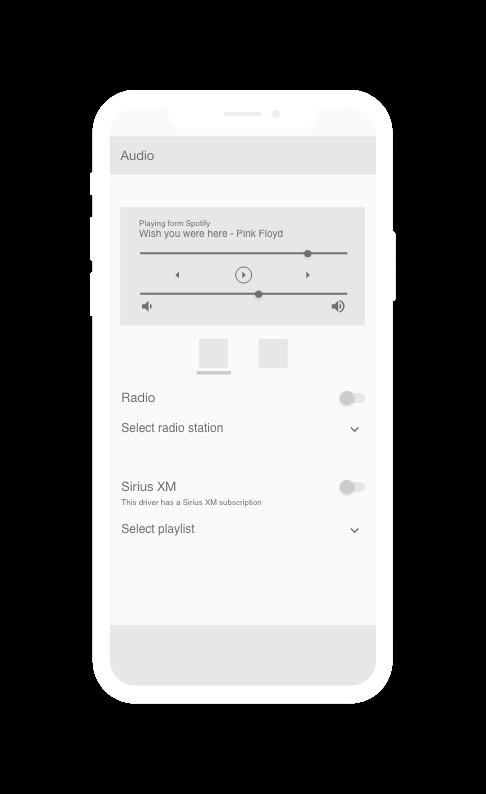 Audio
Playing form Spotify
Wish you were here - Pink Floyd
Radio
Select radio station
Sirius XM
This driver has a Sirius XM subscription
Select playlist